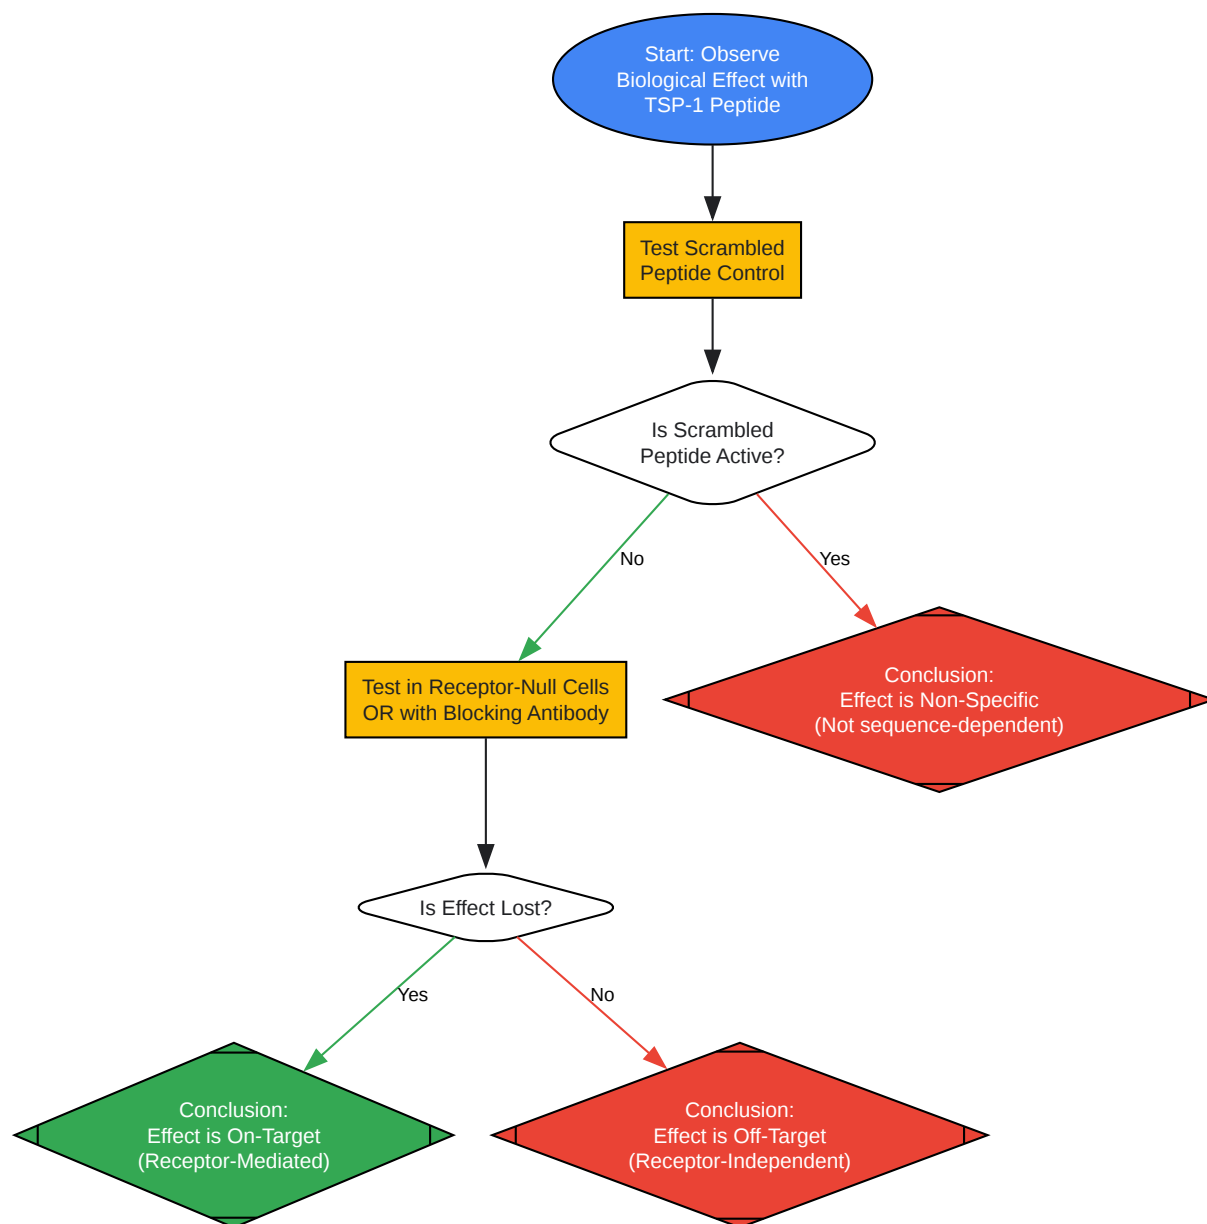 Start: Observe
Biological Effect with
TSP-1 Peptide
Test Scrambled
Peptide Control
Is Scrambled
Peptide Active?
No
Yes
Test in Receptor-Null Cells
OR with Blocking Antibody
Conclusion:
Effect is Non-Specific
(Not sequence-dependent)
Is Effect Lost?
Yes
No
Conclusion:
Effect is On-Target
(Receptor-Mediated)
Conclusion:
Effect is Off-Target
(Receptor-Independent)